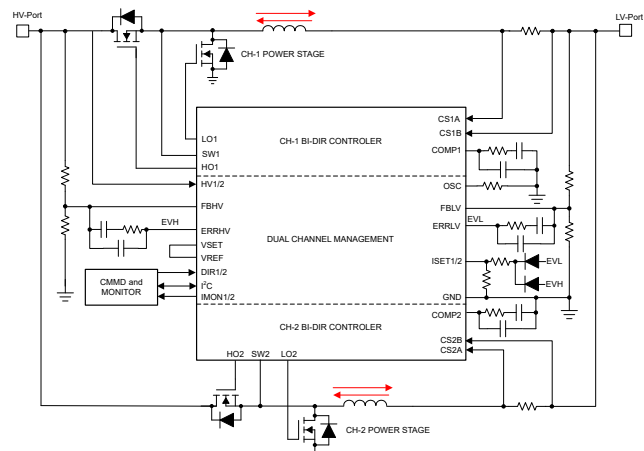 HV-Port
LV-Port
CH-1 POWER STAGE
LO1
SW1
HO1
HV1/2
FBHV
EVH
ERRHV
VSET
VREF
DIR1/2
I²C
IMON1/2
CMMD and
MONITOR
CH-1 BI-DIR CONTROLER
DUAL CHANNEL MANAGEMENT
CH-2 BI-DIR CONTROLER
CS1A
CS1B
COMP1
OSC
FBLV
EVL
ERRLV
ISET1/2
EVL
EVH
GND
COMP2
CS2B
CS2A
HO2
SW2
LO2
CH-2 POWER STAGE